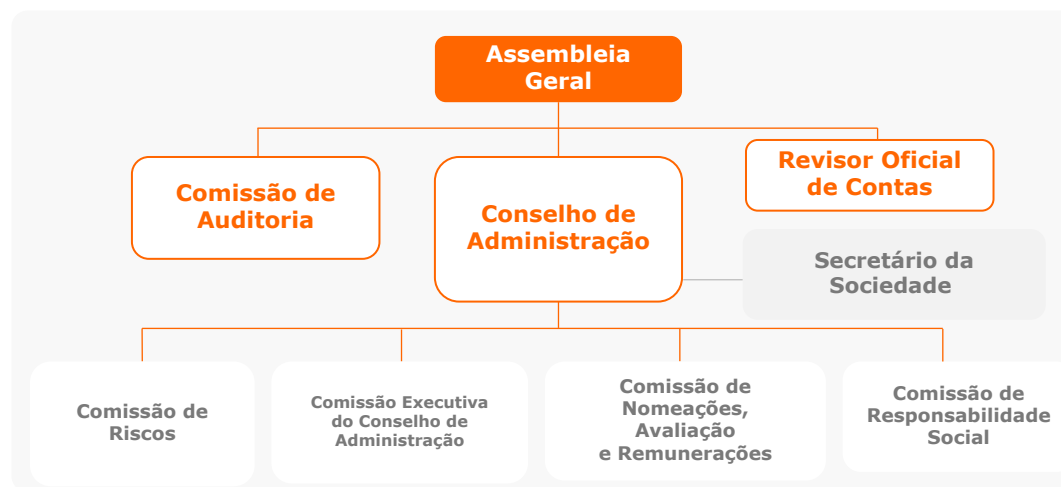 Assembleia
Geral
Comissão de
Auditoria
Conselho de
Administração
Revisor Oficial
de Contas
Secretário da
Sociedade
Comissão de
Riscos
Comissão Executiva
do Conselho de
Administração
Comissão de
Nomeações,
Avaliação
e Remunerações
Comissão de
Responsabilidade
Social